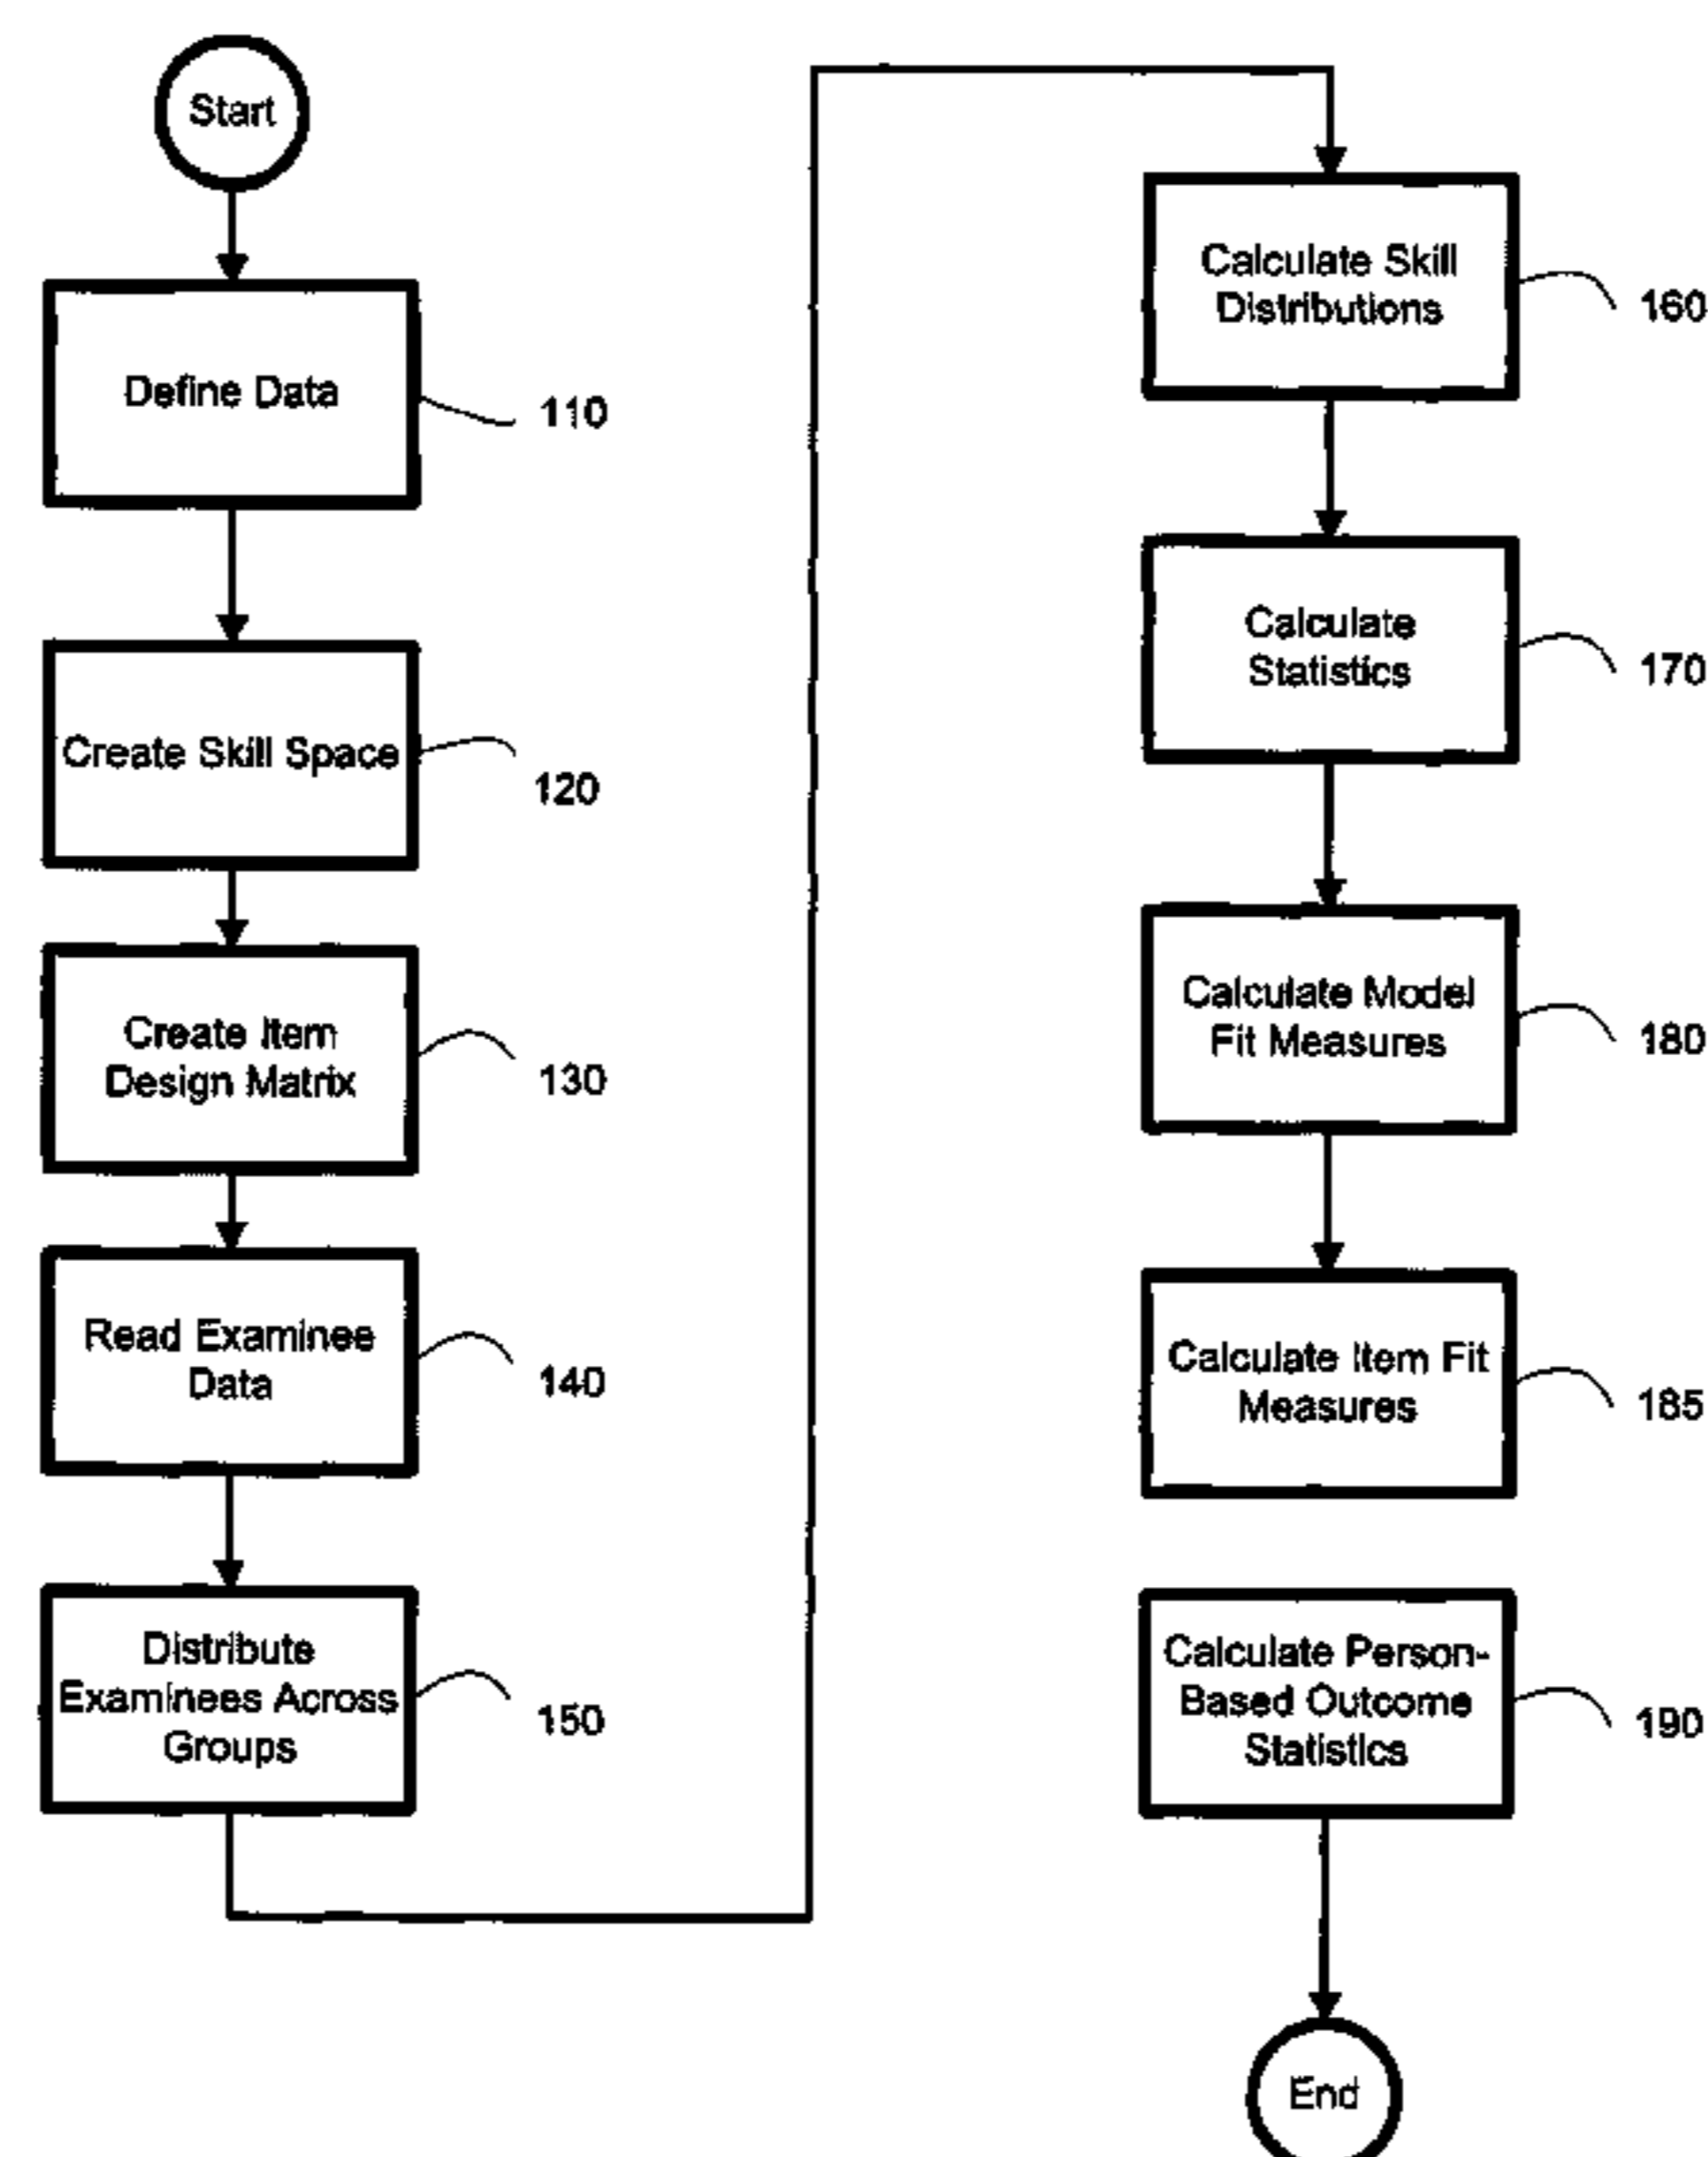 Start
Define Data
110
Create Skill Space
120
Create Item
Design Matrix
130
Read Examinee
Data
140
Distribute
Examinees Across
Groups
150
Calculate Skill
Distributions
160
Calculate
Statistics
170
Calculate Model
Fit Measures
180
Calculate Item Fit
Measures
185
Calculate Person-
Based Outcome
Statistics
190
End